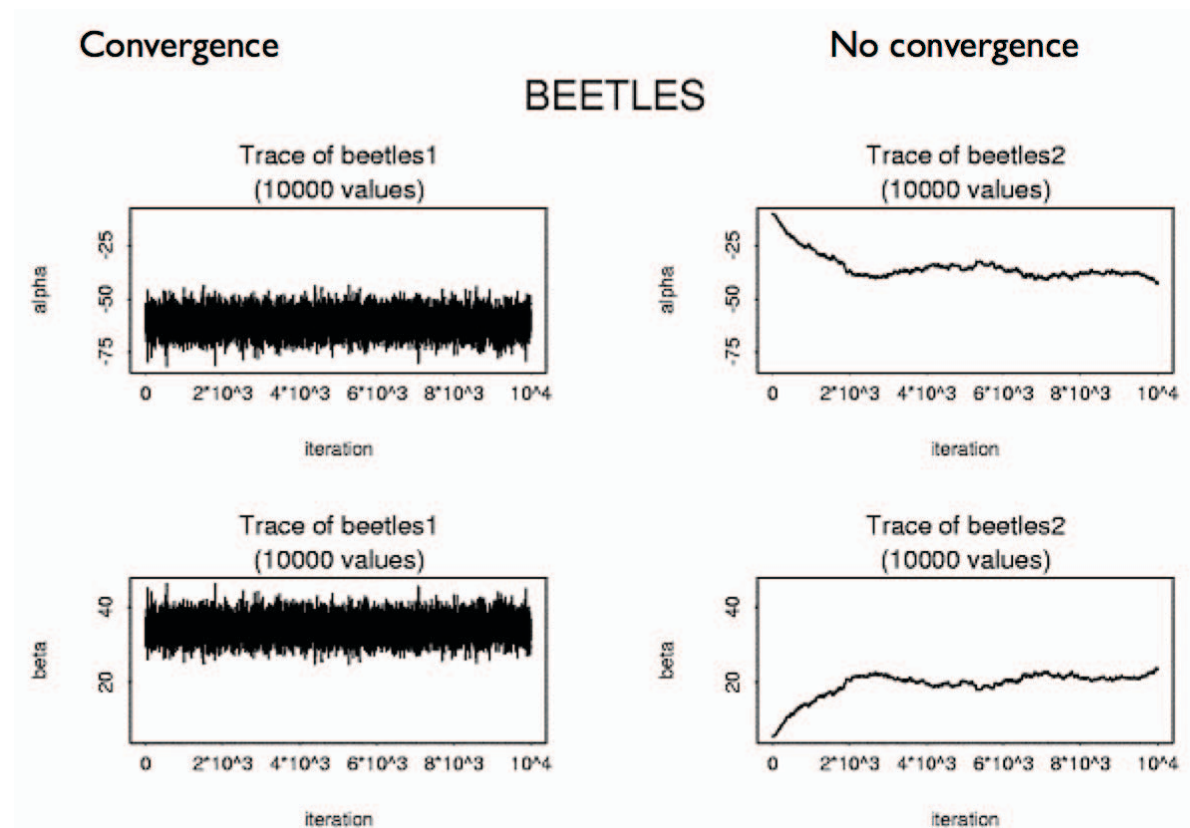 Convergence
No convergence
BEETLES
Trace of beetles1
(10000 values)
alpha
-25
-50
-75
0 2*10^3 4*10^3 6*10^3 8*10^3 10^4
iteration
Trace of beetles2
(10000 values)
alpha
-25
-50
-75
0 2*10^3 4*10^3 6*10^3 8*10^3 10^4
iteration
Trace of beetles1
(10000 values)
beta
40
20
0 2*10^3 4*10^3 6*10^3 8*10^3 10^4
iteration
Trace of beetles2
(10000 values)
beta
40
20
0 2*10^3 4*10^3 6*10^3 8*10^3 10^4
iteration